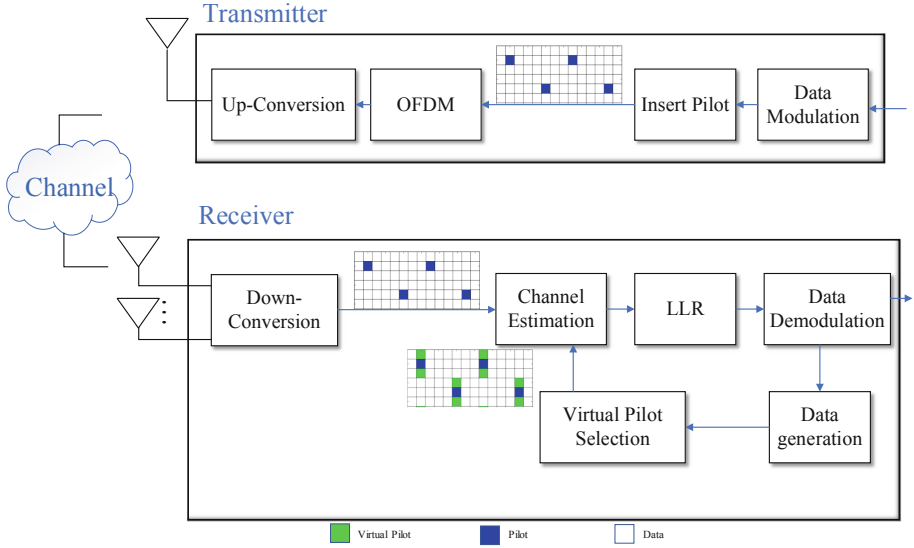 Transmitter
Up-Conversion
OFDM
Insert Pilot
Data
Modulation
Channel
Receiver
Down-
Conversion
Channel
Estimation
LLR
Data
Demodulation
Virtual Pilot
Selection
Data
generation
Virtual Pilot
Pilot
Data